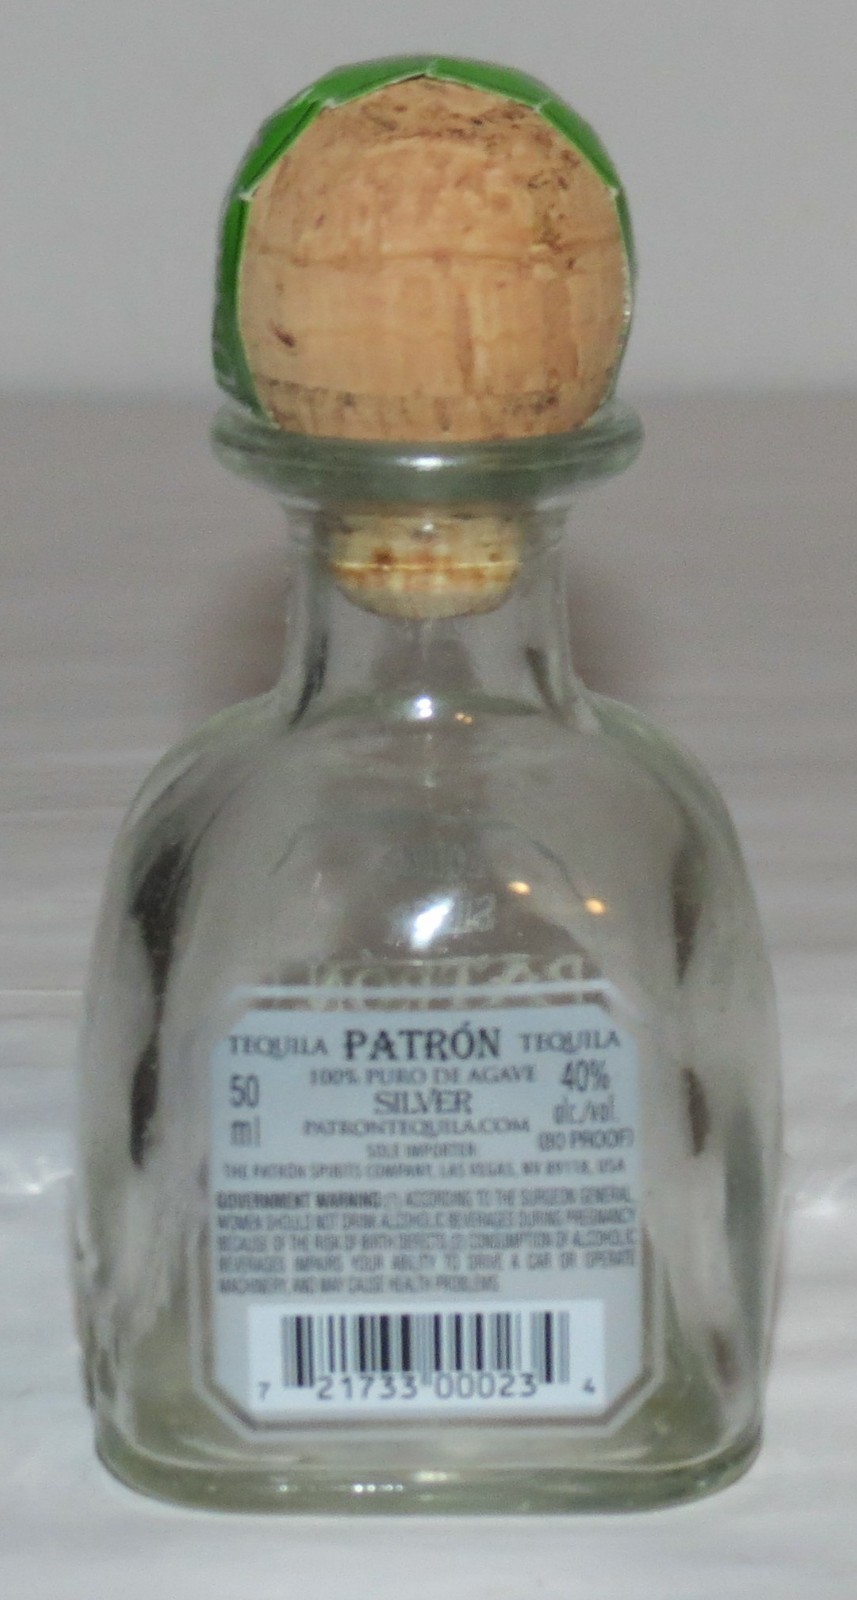 TEQUILA PATRÓN TEQUILA
50 ml 100% PURO DE AGAVE 40%
SILVER alc./vol.
PATRONTEQUILA.COM (80 PROOF)
SOLE IMPORTER
THE PATRÓN SPIRITS COMPANY, LAS VEGAS, NV 89118, USA
GOVERNMENT WARNING: (1) ACCORDING TO THE SURGEON GENERAL,
WOMEN SHOULD NOT DRINK ALCOHOLIC BEVERAGES DURING PREGNANCY
BECAUSE OF THE RISK OF BIRTH DEFECTS. (2) CONSUMPTION OF ALCOHOLIC
BEVERAGES IMPAIRS YOUR ABILITY TO DRIVE A CAR OR OPERATE
MACHINERY, AND MAY CAUSE HEALTH PROBLEMS
7 21733 00023 4